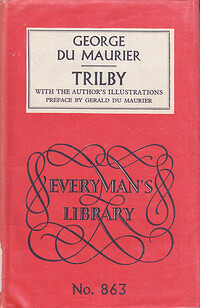 GEORGE
DU MAURIER
TRILBY
WITH THE AUTHOR'S ILLUSTRATIONS
PREFACE BY GERALD DU MAURIER
EVERYMAN'S
LIBRARY
No. 863